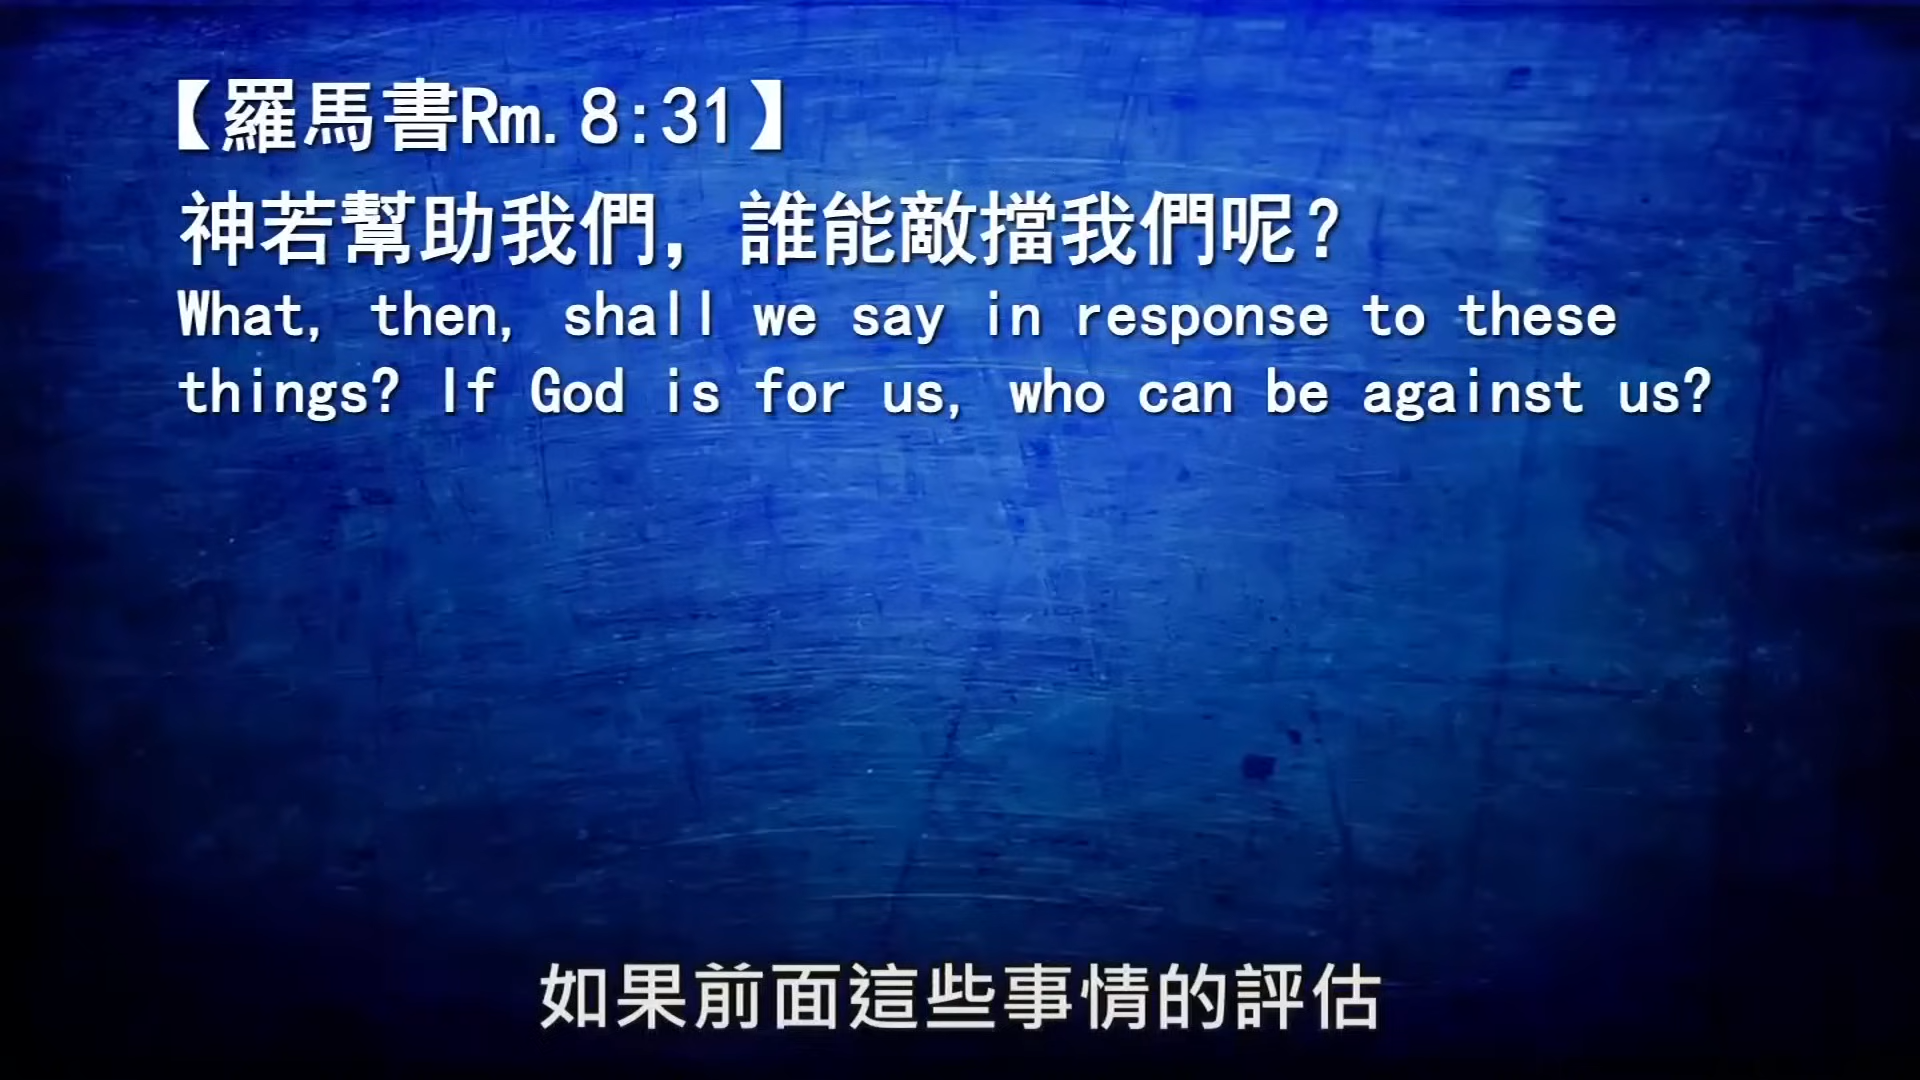 【羅馬書Rm.8:31】
神若幫助我們，誰能敵擋我們呢？
What, then, shall we say in response to these
things? If God is for us, who can be against us?
如果前面這些事情的評估